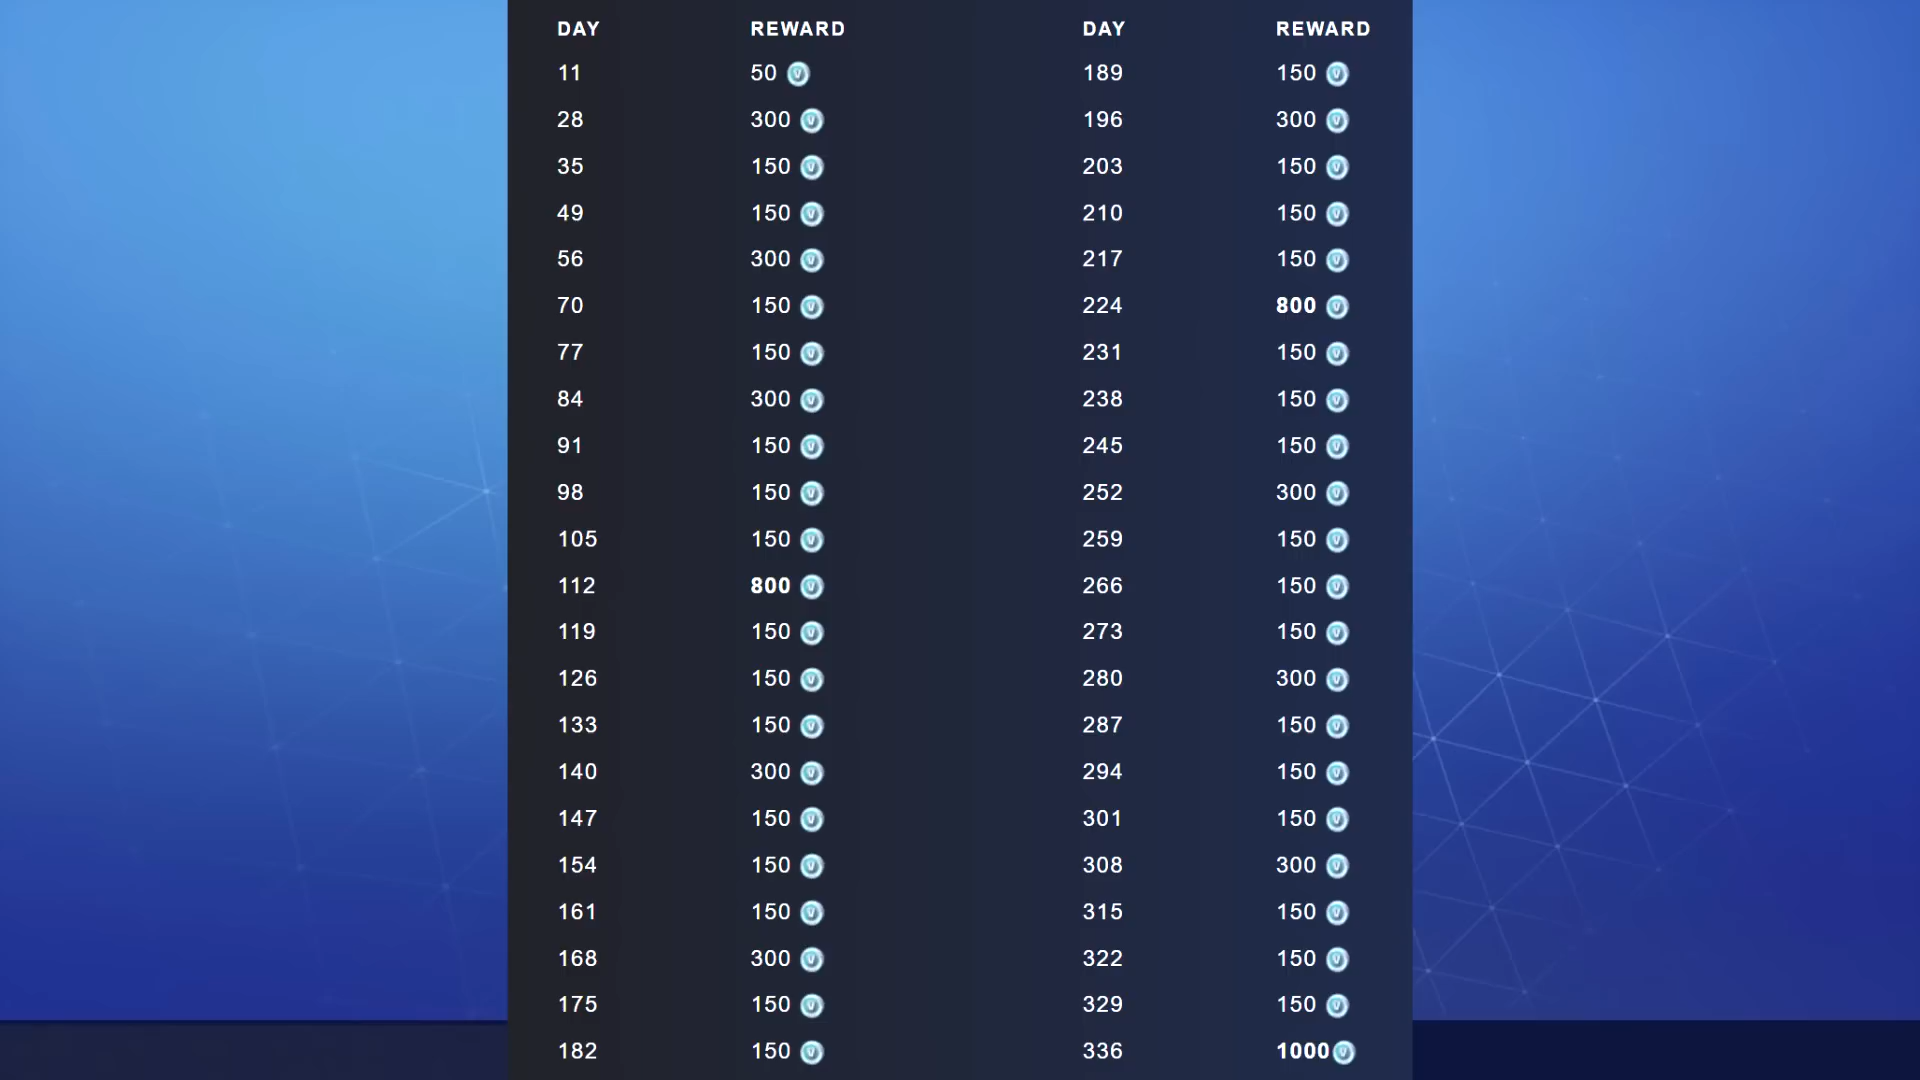 DAY REWARD DAY REWARD
11 50 189 150
28 300 196 300
35 150 203 150
49 150 210 150
56 300 217 150
70 150 224 800
77 150 231 150
84 300 238 150
91 150 245 150
98 150 252 300
105 150 259 150
112 800 266 150
119 150 273 150
126 150 280 300
133 150 287 150
140 300 294 150
147 150 301 150
154 150 308 300
161 150 315 150
168 300 322 150
175 150 329 150
182 150 336 1000